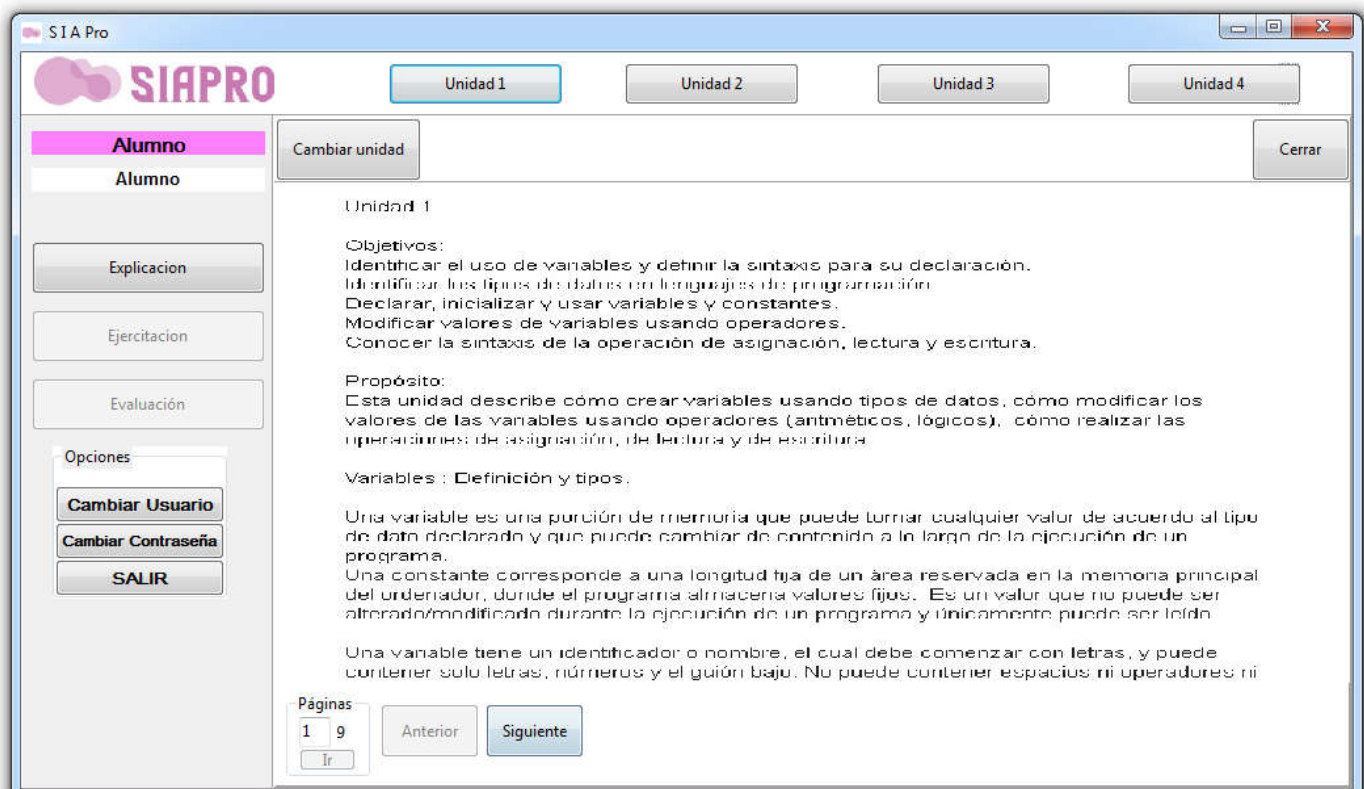 S I A Pro
SIAPRO
Unidad 1
Unidad 2
Unidad 3
Unidad 4
Alumno
Alumno
Cambiar unidad
Cerrar
Explicacion
Ejercitacion
Evaluación
Opciones
Cambiar Usuario
Cambiar Contraseña
SALIR
Unidad 1
Objetivos:
Identificar el uso de variables y definir la sintaxis para su declaración.
Identificar los tipos de datos en lenguajes de programación
Declarar, inicializar y usar variables y constantes.
Modificar valores de variables usando operadores.
Conocer la sintaxis de la operación de asignación, lectura y escritura.
Propósito:
Esta unidad describe cómo crear variables usando tipos de datos, cómo modificar los
valores de las variables usando operadores (aritméticos, lógicos), cómo realizar las
operaciones de asignación, de lectura y de escritura
Variables : Definición y tipos.
Una variable es una porción de memoria que puede tomar cualquier valor de acuerdo al tipo
de dato declarado y que puede cambiar de contenido a lo largo de la ejecución de un
programa.
Una constante corresponde a una longitud fija de un área reservada en la memoria principal
del ordenador, donde el programa almacena valores fijos. Es un valor que no puede ser
alterado/modificado durante la ejecución de un programa y únicamente puede ser leído
Una variable tiene un identificador o nombre, el cual debe comenzar con letras, y puede
contener solo letras, números y el guión bajo. No puede contener espacios ni operadores ni
Páginas
1 9
Ir
Anterior
Siguiente